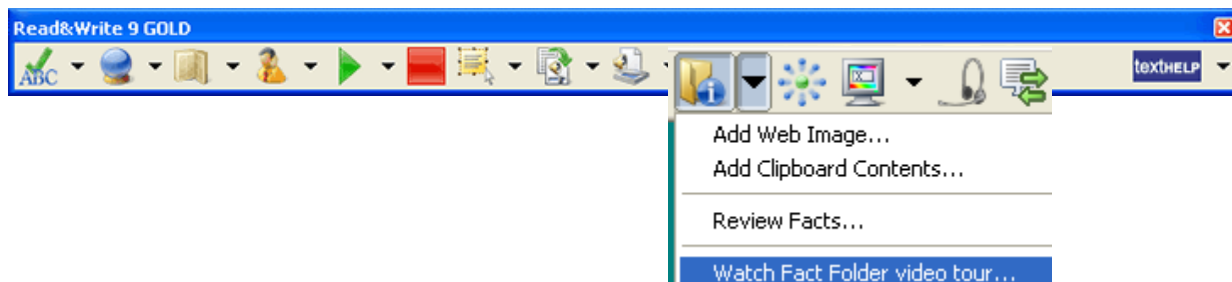 Read&Write 9 GOLD
ABC
textHELP
Add Web Image...
Add Clipboard Contents...
Review Facts...
Watch Fact Folder video tour...